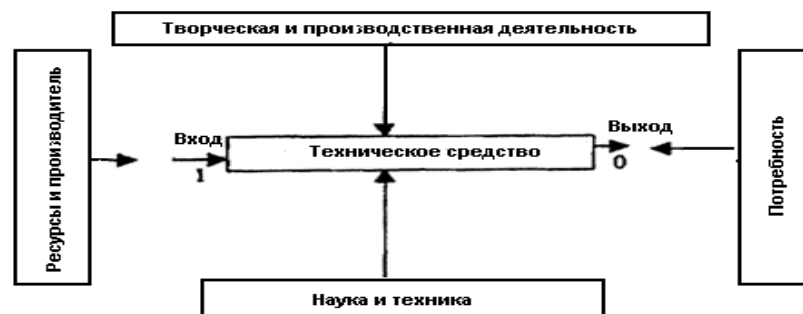 Творческая и производственная деятельность
Ресурсы и производитель
Вход
1
Техническое средство
Выход
0
Потребность
Наука и техника